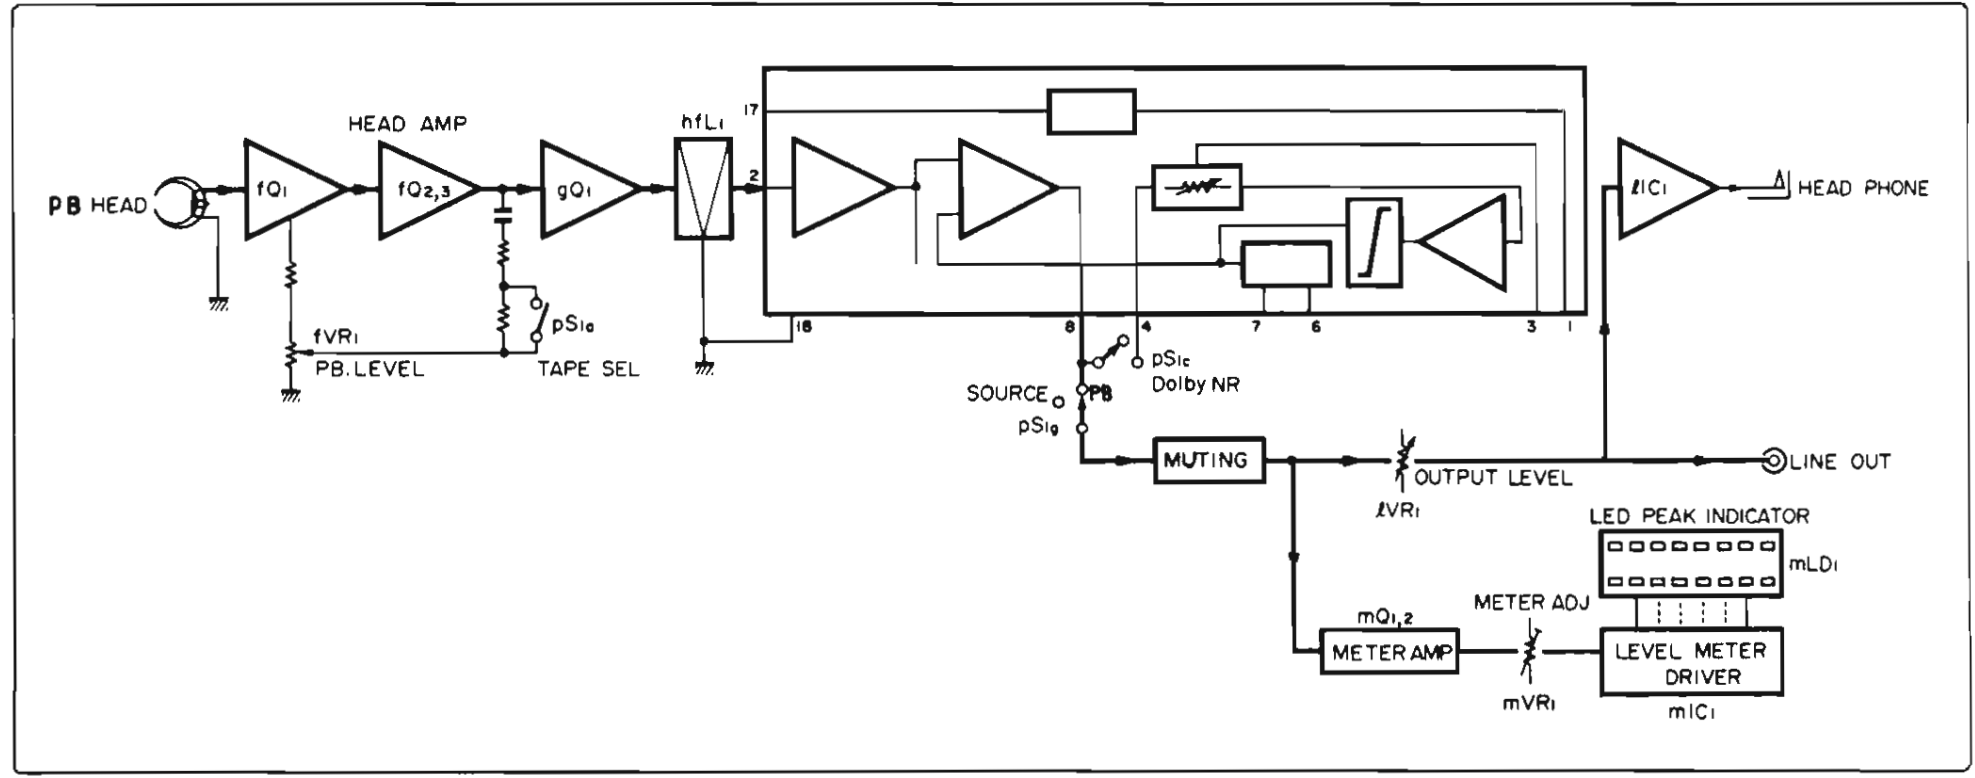 HEAD AMP
hfL1
17
2
PB HEAD
fQ1
fQ2,3
gQ1
ℓIC1
HEAD PHONE
18
8
4
7
6
3
1
fVR1
PB. LEVEL
pS1a
TAPE SEL
pS1c
Dolby NR
SOURCE
PB
pS1g
MUTING
OUTPUT LEVEL
ℓVR1
LINE OUT
LED PEAK INDICATOR
mLD1
METER ADJ
mQ1,2
METER AMP
LEVEL METER
DRIVER
mVR1
mIC1